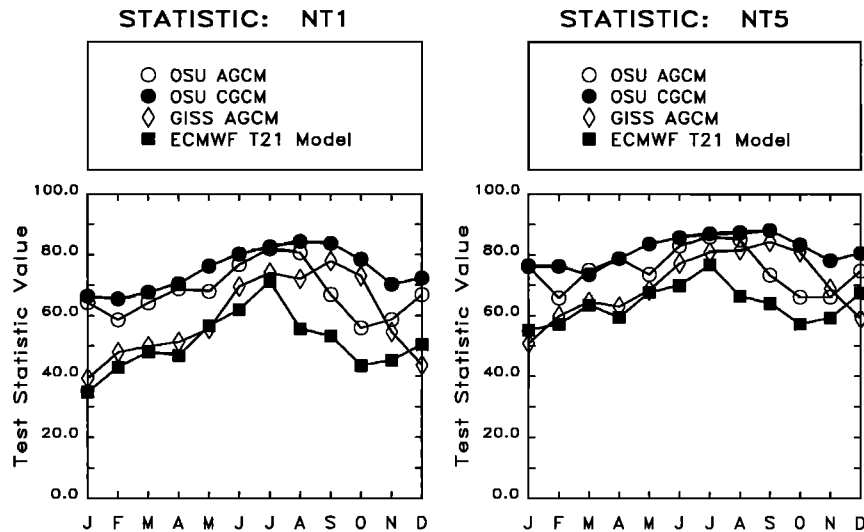 STATISTIC: NT1
OSU AGCM
OSU CGCM
GISS AGCM
ECMWF T21 Model
100.0
80.0
60.0
40.0
20.0
0.0
Test Statistic Value
J F M A M J J A S O N D
STATISTIC: NT5
OSU AGCM
OSU CGCM
GISS AGCM
ECMWF T21 Model
100.0
80.0
60.0
40.0
20.0
0.0
Test Statistic Value
J F M A M J J A S O N D